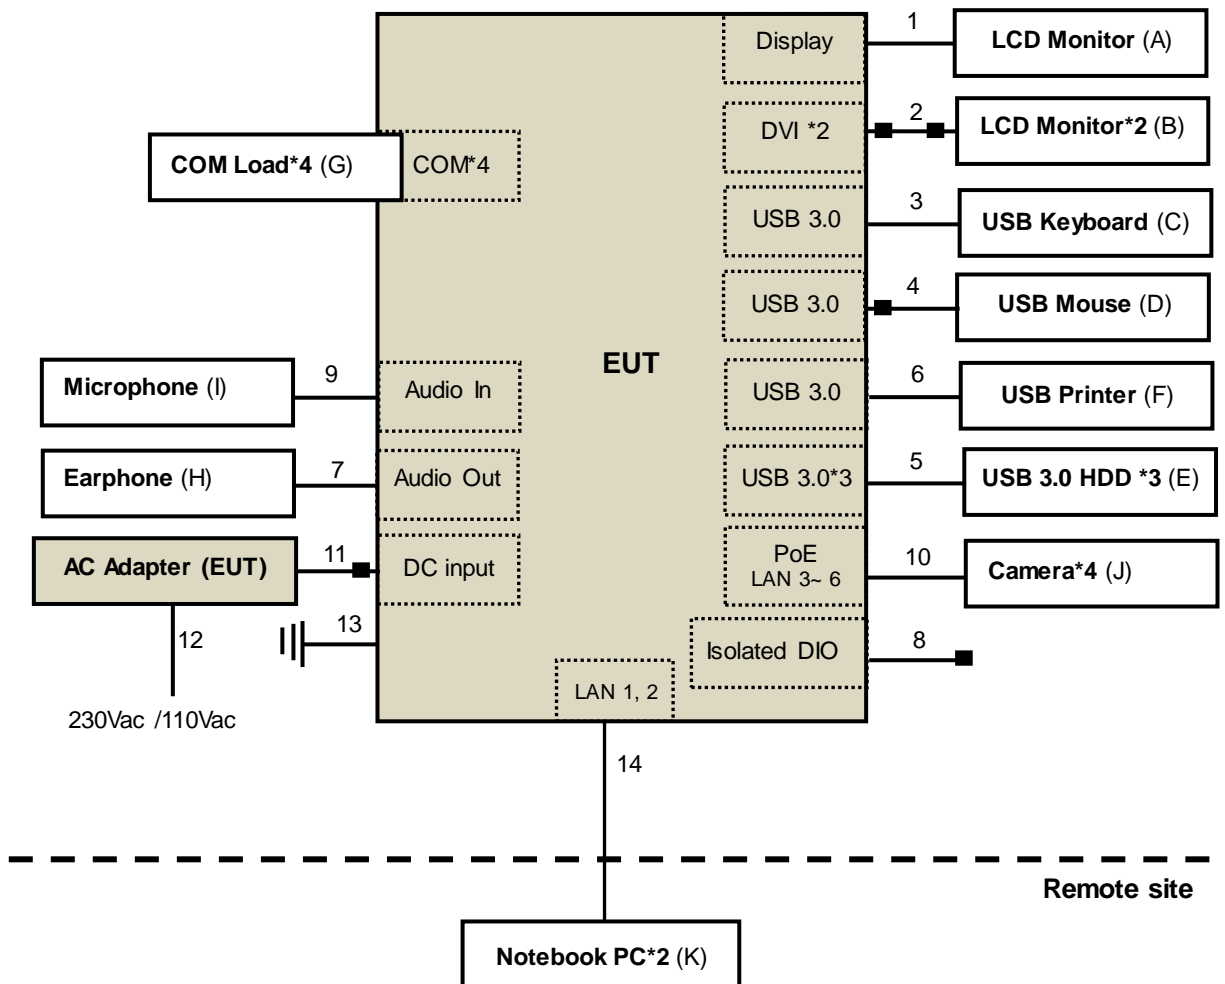 1
Display
LCD Monitor (A)
2
DVI *2
LCD Monitor*2 (B)
COM Load*4 (G)
COM*4
3
USB 3.0
USB Keyboard (C)
4
USB 3.0
USB Mouse (D)
EUT
Microphone (I)
9
Audio In
USB 3.0
6
USB Printer (F)
Earphone (H)
7
Audio Out
USB 3.0*3
5
USB 3.0 HDD *3 (E)
AC Adapter (EUT)
11
DC input
PoE
LAN 3~ 6
10
Camera*4 (J)
12
13
Isolated DIO
8
LAN 1, 2
230Vac /110Vac
14
Remote site
Notebook PC*2 (K)